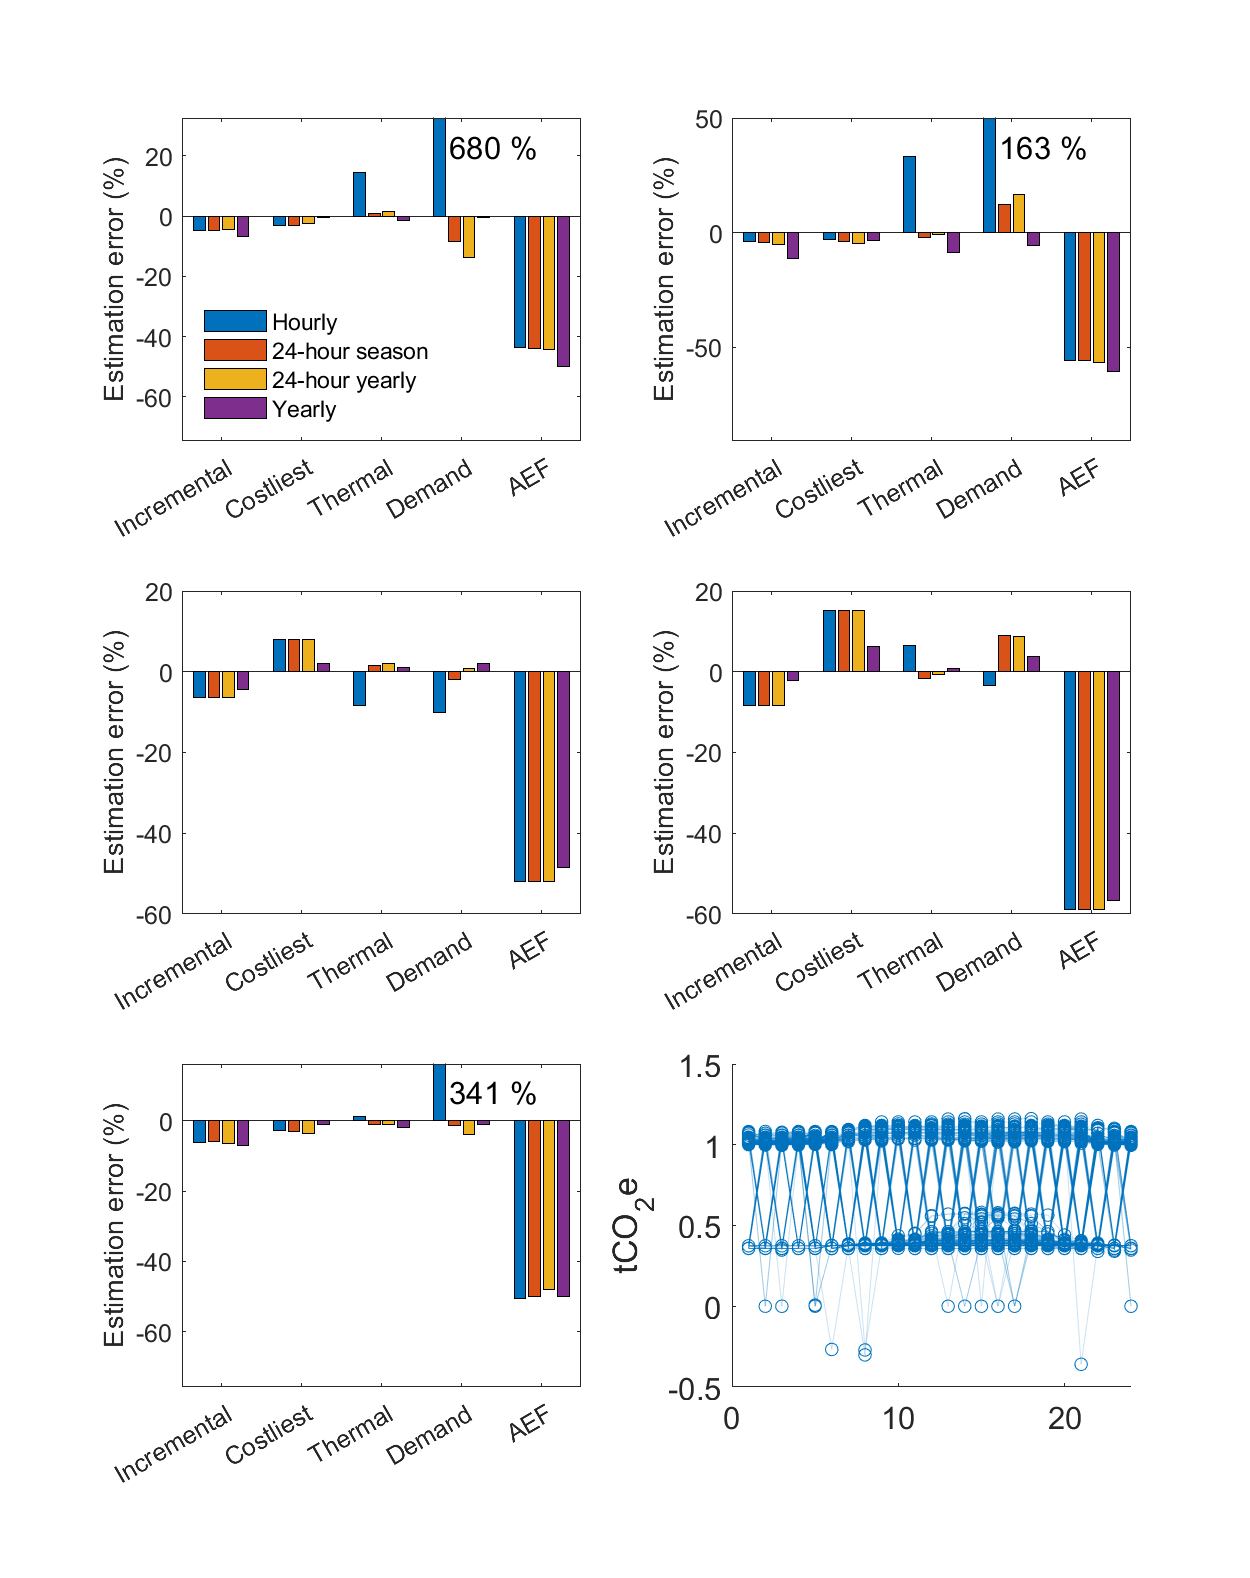 Estimation error (%)
20
0
-20
-40
-60
680 %
Hourly
24-hour season
24-hour yearly
Yearly
Incremental
Costliest
Thermal
Demand
AEF
Estimation error (%)
50
0
-50
163 %
Incremental
Costliest
Thermal
Demand
AEF
Estimation error (%)
20
0
-20
-40
-60
Incremental
Costliest
Thermal
Demand
AEF
Estimation error (%)
20
0
-20
-40
-60
Incremental
Costliest
Thermal
Demand
AEF
Estimation error (%)
0
-20
-40
-60
341 %
Incremental
Costliest
Thermal
Demand
AEF
tCO2e
1.5
1
0.5
0
-0.5
0
10
20